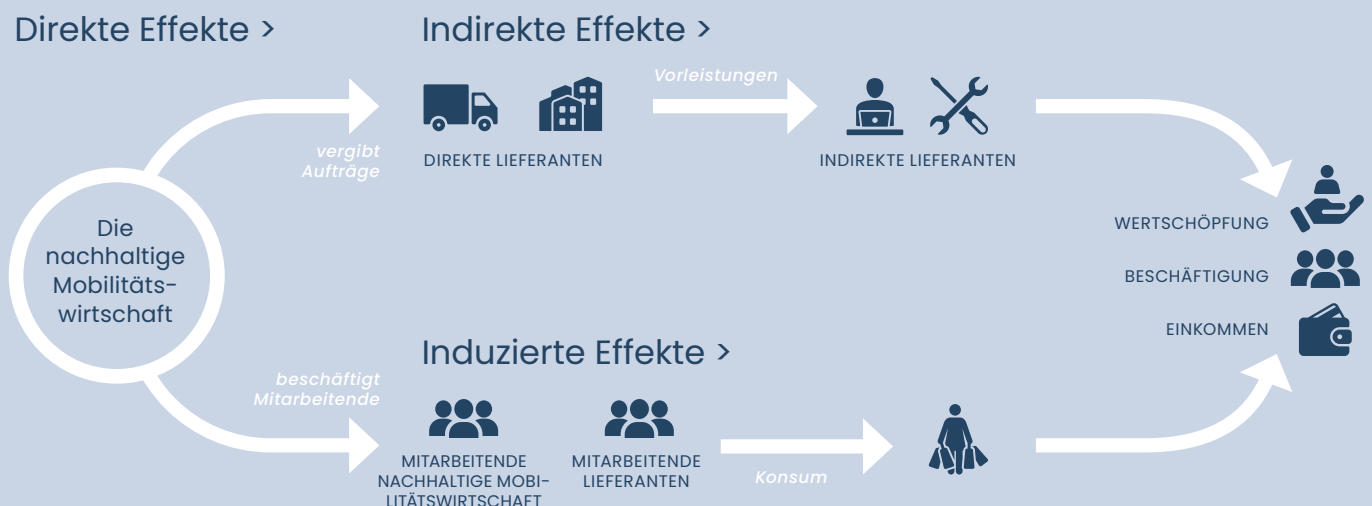 Direkte Effekte >
Indirekte Effekte >
Vorleistungen
vergibt
Aufträge
DIREKTE LIEFERANTEN
INDIREKTE LIEFERANTEN
Die
nachhaltige
Mobilitäts-
wirtschaft
WERTSCHÖPFUNG
BESCHÄFTIGUNG
EINKOMMEN
Induzierte Effekte >
beschäftigt
Mitarbeitende
MITARBEITENDE
NACHHALTIGE MOBI-
LITÄTSWIRTSCHAFT
MITARBEITENDE
LIEFERANTEN
Konsum